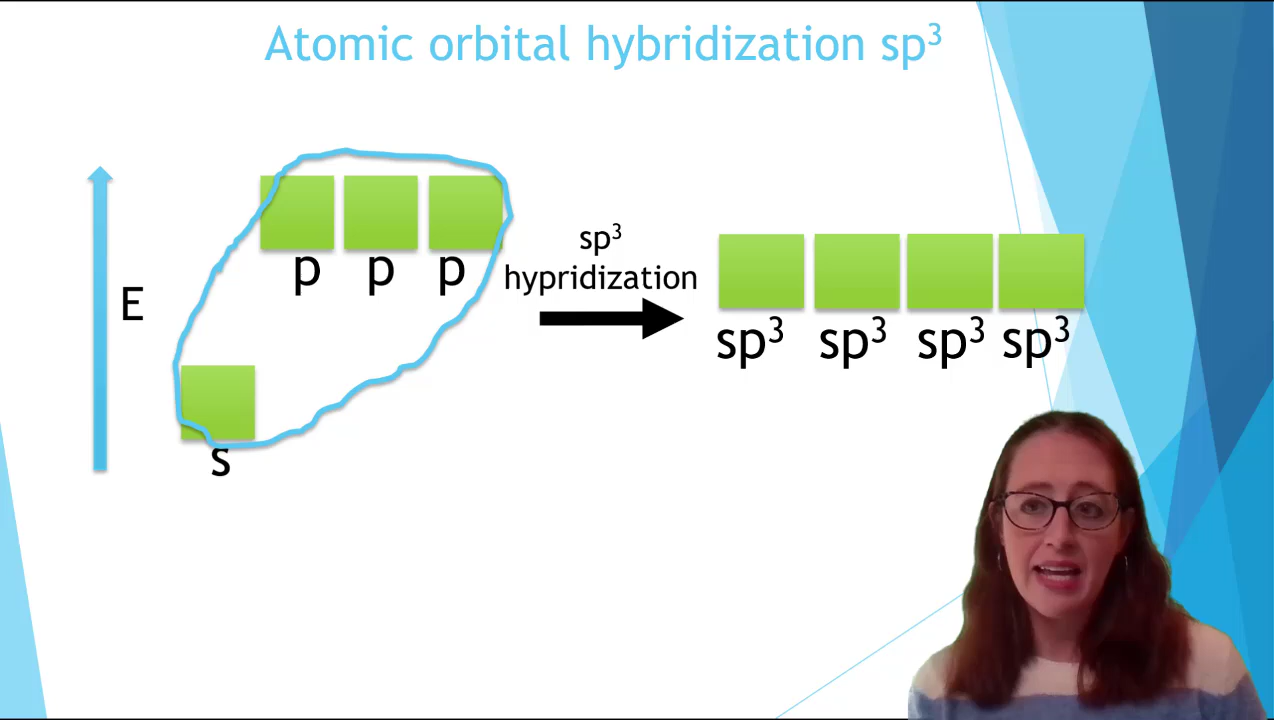 Atomic orbital hybridization sp³
p p p
sp³
hypridization
E
sp³ sp³ sp³ sp³
s